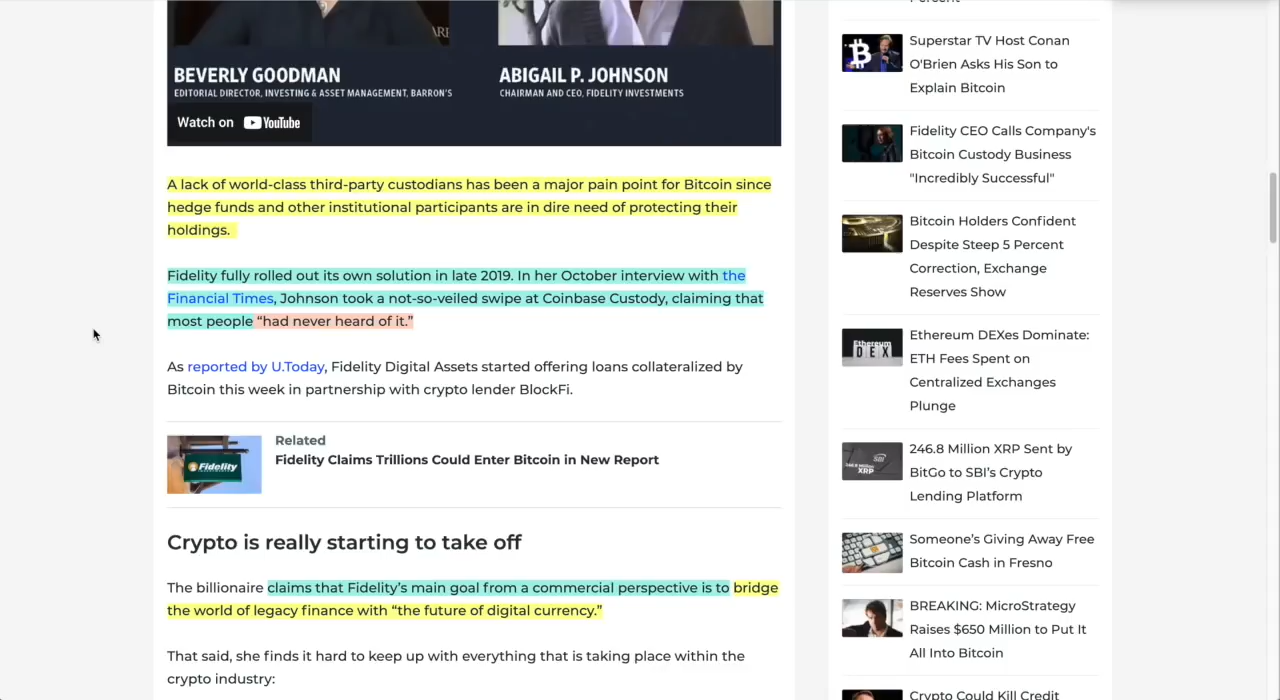 BEVERLY GOODMAN
EDITORIAL DIRECTOR, INVESTING & ASSET MANAGEMENT, BARRON'S
ABIGAIL P. JOHNSON
CHAIRMAN AND CEO, FIDELITY INVESTMENTS
Watch on YouTube
A lack of world-class third-party custodians has been a major pain point for Bitcoin since
hedge funds and other institutional participants are in dire need of protecting their
holdings.
Fidelity fully rolled out its own solution in late 2019. In her October interview with the
Financial Times, Johnson took a not-so-veiled swipe at Coinbase Custody, claiming that
most people “had never heard of it.”
As reported by U.Today, Fidelity Digital Assets started offering loans collateralized by
Bitcoin this week in partnership with crypto lender BlockFi.
Fidelity
Related
Fidelity Claims Trillions Could Enter Bitcoin in New Report
Crypto is really starting to take off
The billionaire claims that Fidelity’s main goal from a commercial perspective is to bridge
the world of legacy finance with “the future of digital currency.”
That said, she finds it hard to keep up with everything that is taking place within the
crypto industry:
Superstar TV Host Conan
O'Brien Asks His Son to
Explain Bitcoin
Fidelity CEO Calls Company's
Bitcoin Custody Business
"Incredibly Successful"
Bitcoin Holders Confident
Despite Steep 5 Percent
Correction, Exchange
Reserves Show
Ethereum
DEX
Ethereum DEXes Dominate:
ETH Fees Spent on
Centralized Exchanges
Plunge
SBI
246.8 Million
XRP
246.8 Million XRP Sent by
BitGo to SBI’s Crypto
Lending Platform
Someone’s Giving Away Free
Bitcoin Cash in Fresno
BREAKING: MicroStrategy
Raises $650 Million to Put It
All Into Bitcoin
Crypto Could Kill Credit